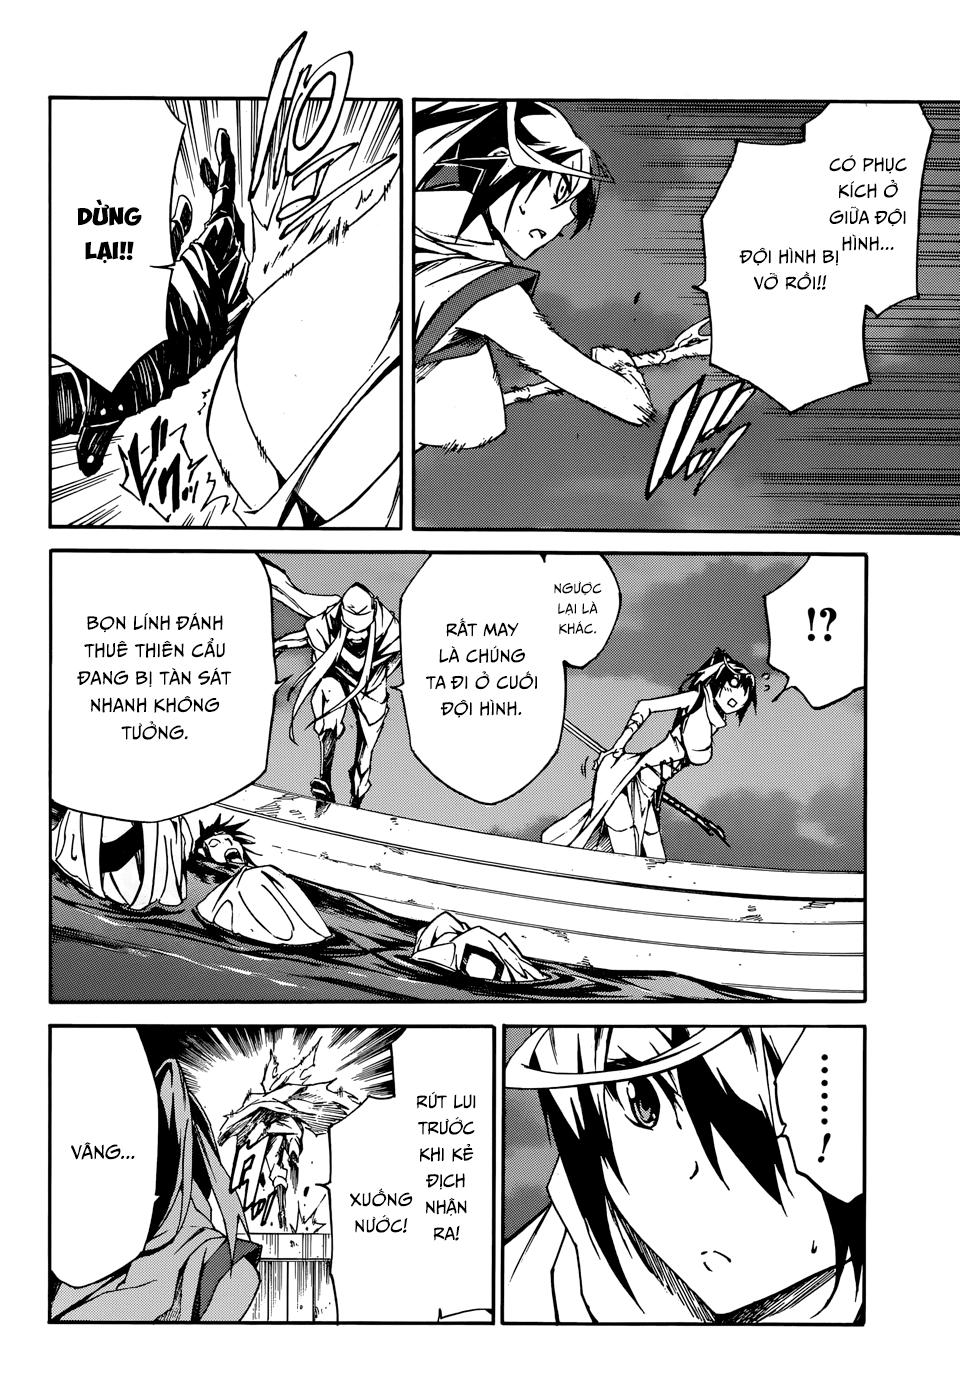 CÓ PHỤC
KÍCH Ở
GIỮA ĐỘI
HÌNH...
ĐỘI HÌNH BỊ
VỠ RỒI!!
DỪNG
LẠI!!
!?
NGƯỢC
LẠI LÀ
KHÁC.
RẤT MAY
LÀ CHÚNG
TA ĐI Ở CUỐI
ĐỘI HÌNH.
BỌN LÍNH ĐÁNH
THUÊ THIÊN CẨU
ĐANG BỊ TÀN SÁT
NHANH KHÔNG
TƯỞNG.
......!
RÚT LUI
TRƯỚC
KHI KẺ
ĐỊCH
NHẬN
RA!
XUỐNG
NƯỚC!
VÂNG...